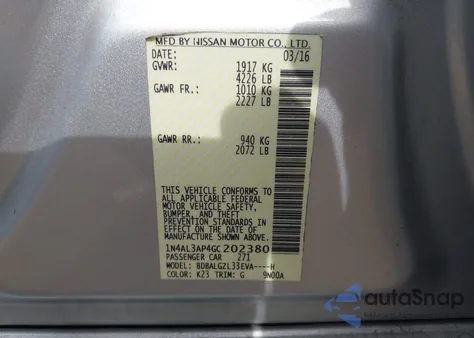 MFD BY NISSAN MOTOR CO., LTD.
DATE: 03/16
GVWR: 1917 KG
4226 LB
GAWR FR.: 1010 KG
2227 LB
GAWR RR.: 940 KG
2072 LB
THIS VEHICLE CONFORMS TO
ALL APPLICABLE FEDERAL
MOTOR VEHICLE SAFETY,
BUMPER, AND THEFT
PREVENTION STANDARDS
IN EFFECT ON THE DATE OF
MANUFACTURE SHOWN ABOVE.
1N4AL3AP4GC202380
PASSENGER CAR 271
MODEL: BDBALGZL33EVA----H
COLOR: KZ3 TRIM: G 9N00A
autoSnap